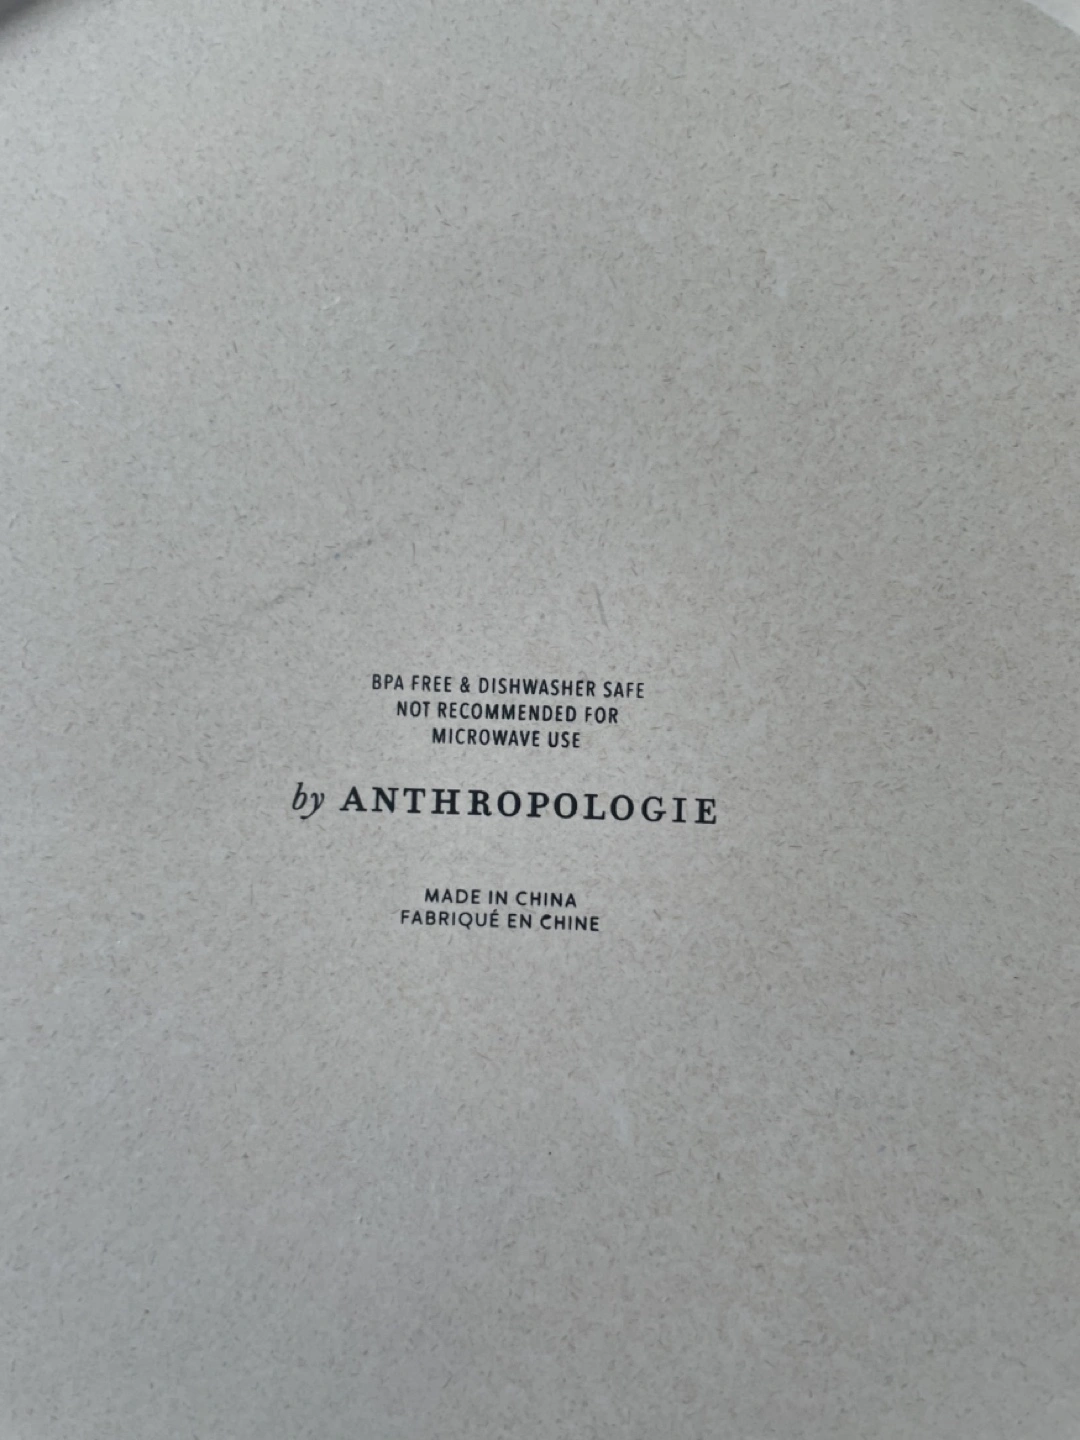 BPA FREE & DISHWASHER SAFE
NOT RECOMMENDED FOR
MICROWAVE USE
by ANTHROPOLOGIE
MADE IN CHINA
FABRIQUÉ EN CHINE